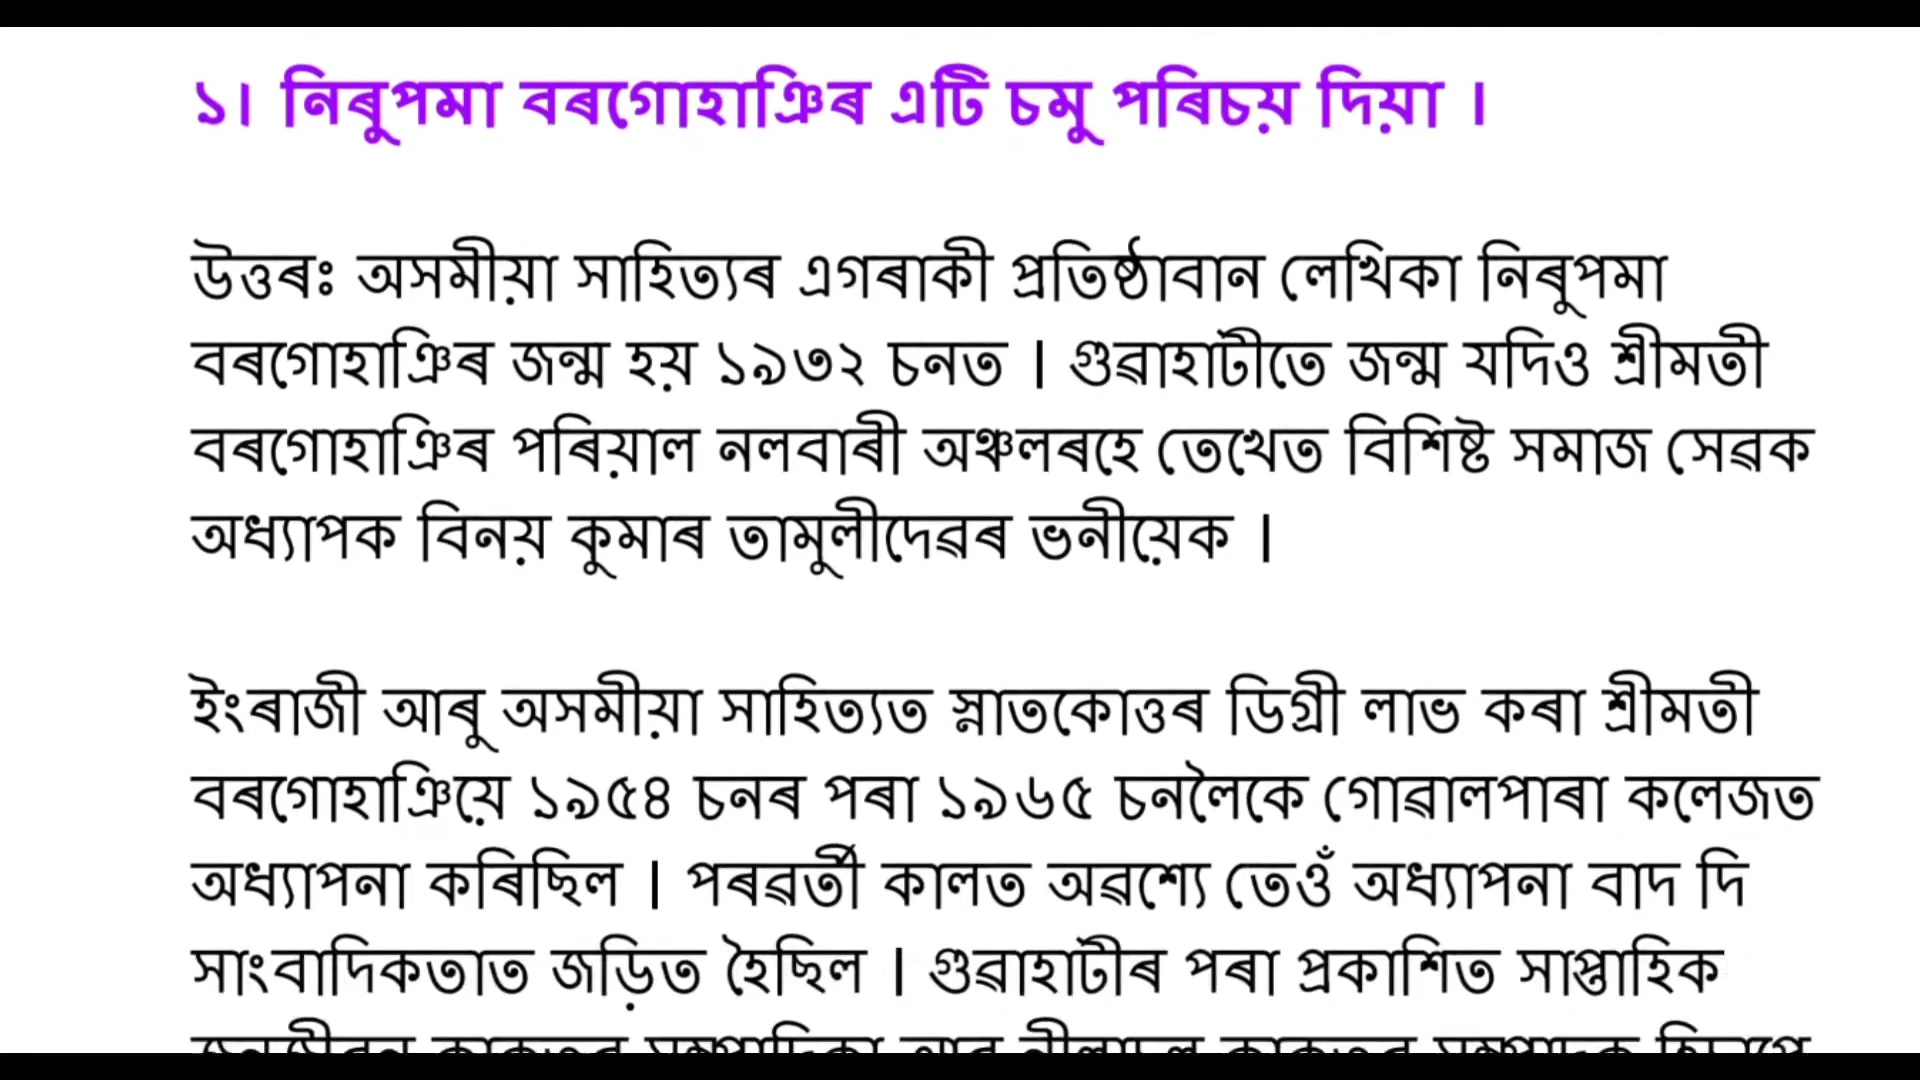 ১। নিৰুপমা বৰগোহাঞিৰ এটি চমু পৰিচয় দিয়া ।
উত্তৰঃ অসমীয়া সাহিত্যৰ এগৰাকী প্ৰতিষ্ঠাবান লেখিকা নিৰুপমা
বৰগোহাঞিৰ জন্ম হয় ১৯৩২ চনত । গুৱাহাটীতে জন্ম যদিও শ্ৰীমতী
বৰগোহাঞিৰ পৰিয়াল নলবাৰী অঞ্চলৰহে তেখেত বিশিষ্ট সমাজ সেৱক
অধ্যাপক বিনয় কুমাৰ তামুলীদেৱৰ ভনীয়েক ।
ইংৰাজী আৰু অসমীয়া সাহিত্যত স্নাতকোত্তৰ ডিগ্ৰী লাভ কৰা শ্ৰীমতী
বৰগোহাঞিয়ে ১৯৫৪ চনৰ পৰা ১৯৬৫ চনলৈকে গোৱালপাৰা কলেজত
অধ্যাপনা কৰিছিল । পৰৱৰ্তী কালত অৱশ্যে তেওঁ অধ্যাপনা বাদ দি
সাংবাদিকতাত জড়িত হৈছিল । গুৱাহাটীৰ পৰা প্ৰকাশিত সাপ্তাহিক